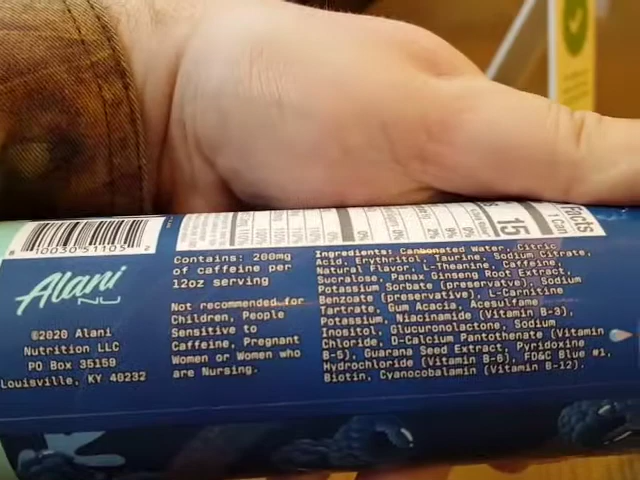 Alani
NU
©2020 Alani
Nutrition LLC
PO Box 35159
Louisville, KY 40232
Contains: 200mg
of caffeine per
12oz serving
Not recommended for
Children, People
Sensitive to
Caffeine, Pregnant
Women or Women who
are Nursing.
Ingredients: Carbonated Water, Citric
Acid, Erythritol, Taurine, Sodium Citrate,
Natural Flavor, L-Theanine, Caffeine,
Sucralose, Panax Ginseng Root Extract,
Potassium Sorbate (preservative), Sodium
Benzoate (preservative), L-Carnitine
Tartrate, Gum Acacia, Acesulfame
Potassium, Niacinamide (Vitamin B-3),
Inositol, Glucuronolactone, Sodium
Chloride, D-Calcium Pantothenate (Vitamin
B-5), Guarana Seed Extract, Pyridoxine
Hydrochloride (Vitamin B-6), FD&C Blue #1,
Biotin, Cyanocobalamin (Vitamin B-12).
Facts
1 Can
15